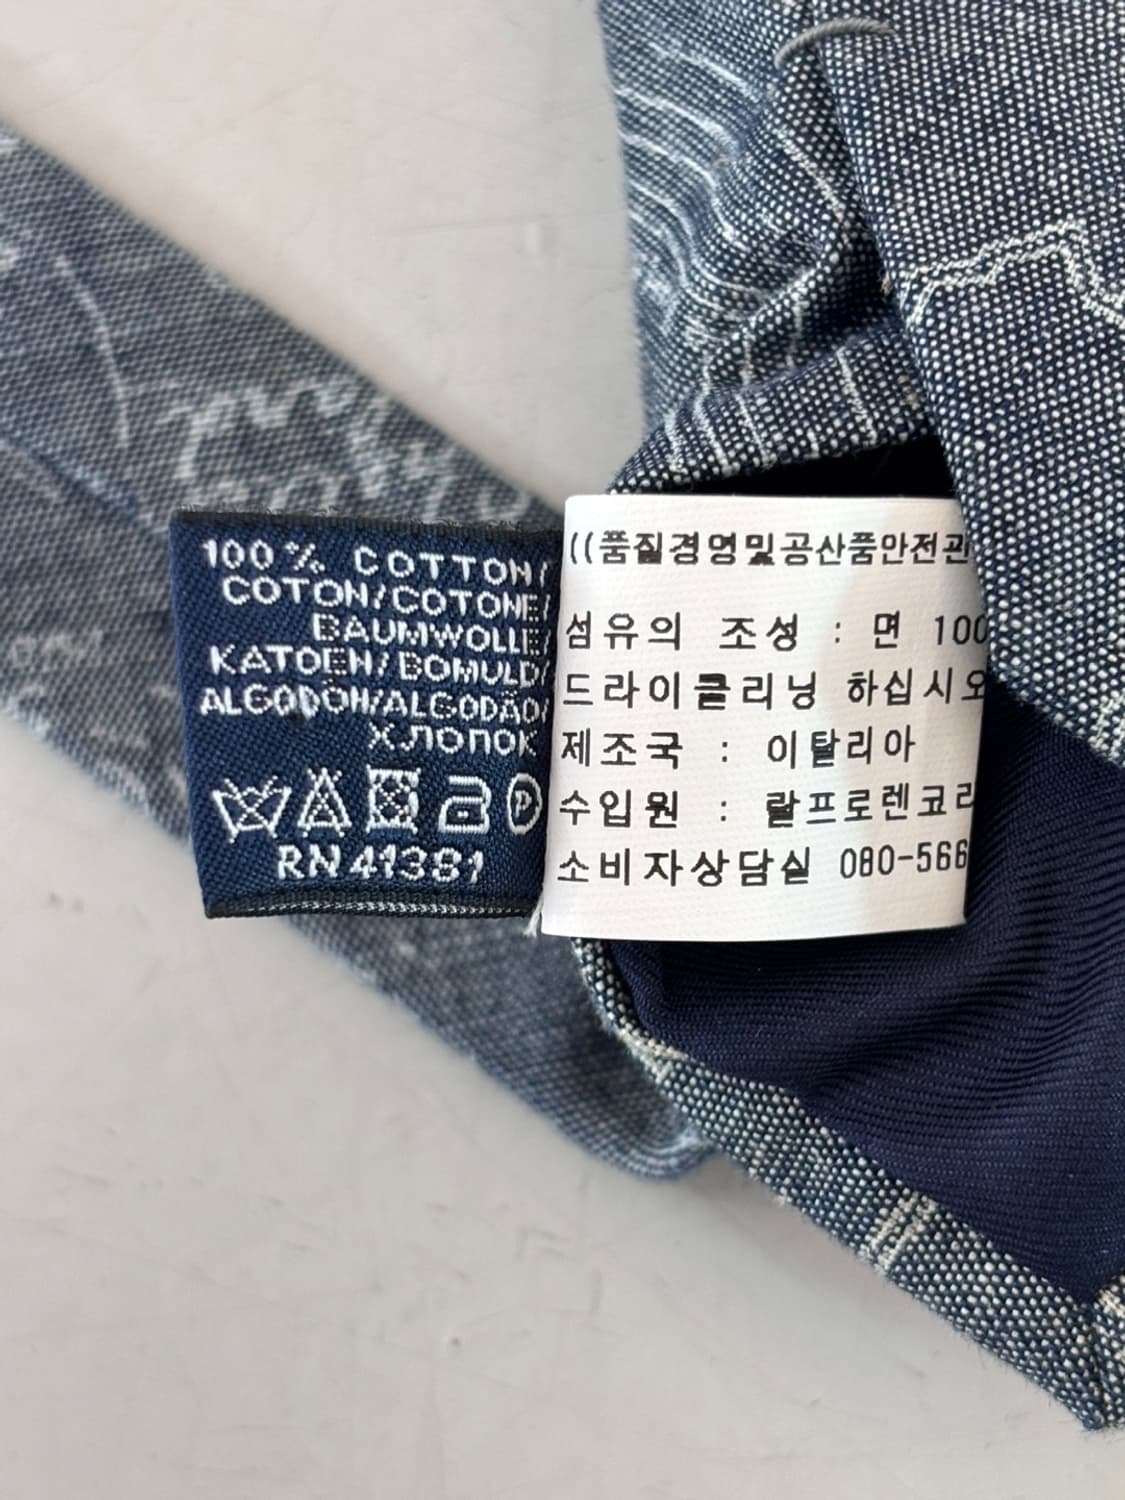 100 % COTTON/
COTON/COTONE/
BAUMWOLLE/
KATOEN/BOMULD/
ALGODÓN/ALGODÃO/
ХЛОПОК
P
RN 41381
((품질경영및공산품안전관
섬유의 조성 : 면 100
드라이클리닝 하십시오
제조국 : 이탈리아
수입원 : 랄프로렌코리
소비자상담실 080-566